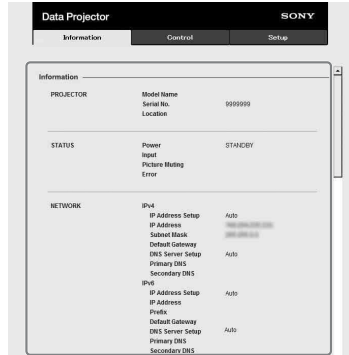 Data Projector SONY
Information Control Setup
Information
PROJECTOR Model Name
Serial No. 9999999
Location
STATUS Power STANDBY
Input
Picture Muting
Error
NETWORK IPv4
IP Address Setup Auto
IP Address
Subnet Mask
Default Gateway
DNS Server Setup Auto
Primary DNS
Secondary DNS
IPv6
IP Address Setup Auto
IP Address
Prefix
Default Gateway
DNS Server Setup Auto
Primary DNS
Secondary DNS